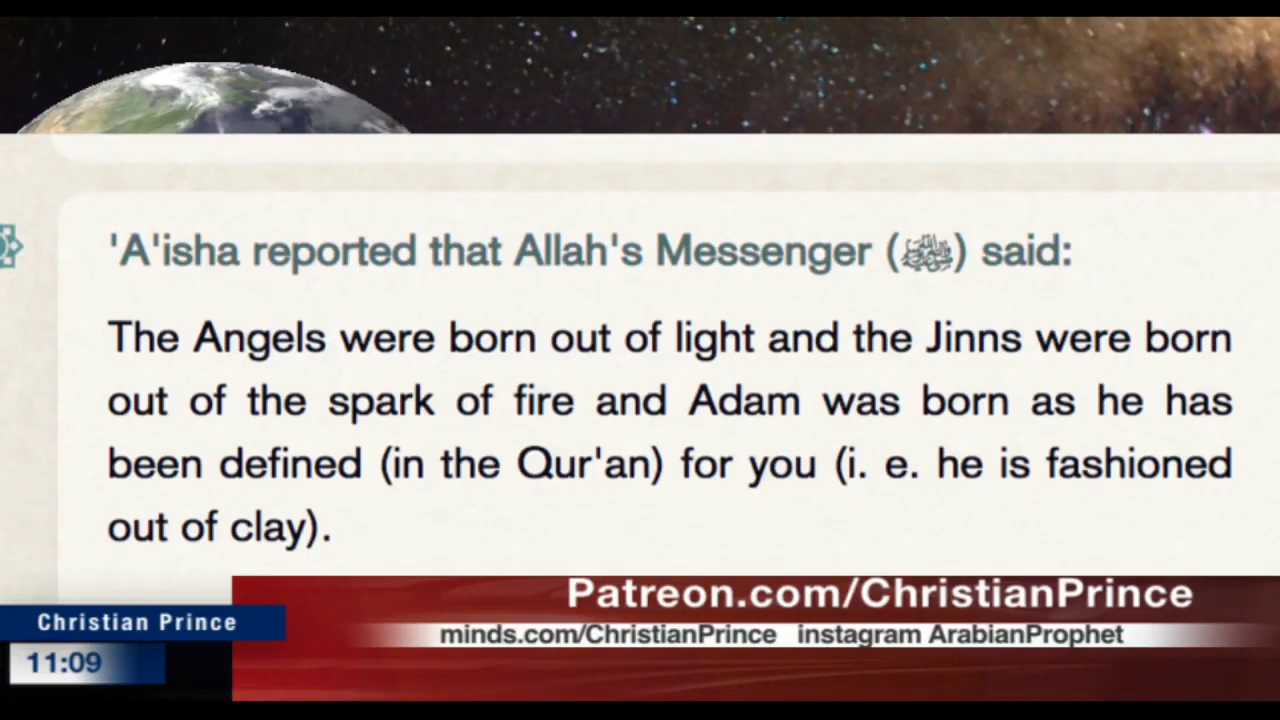 'A'isha reported that Allah's Messenger (ﷺ) said:
The Angels were born out of light and the Jinns were born
out of the spark of fire and Adam was born as he has
been defined (in the Qur'an) for you (i. e. he is fashioned
out of clay).
Patreon.com/ChristianPrince
Christian Prince
minds.com/ChristianPrince instagram ArabianProphet
11:09